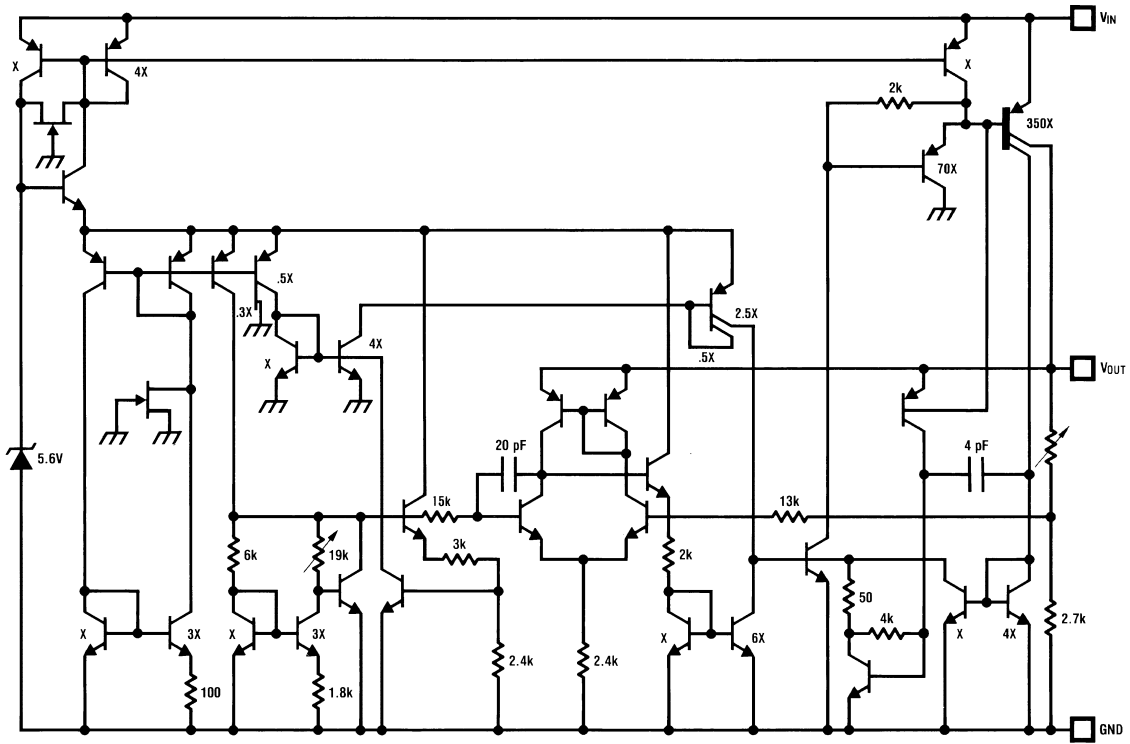 VIN
X
4X
X
2k
350X
70X
.5X
.3X
4X
2.5X
X
.5X
VOUT
5.6V
20 pF
4 pF
15k
13k
6k
19k
3k
2k
50
4k
X
3X
X
3X
X
6X
X
4X
2.7k
100
1.8k
2.4k
2.4k
GND